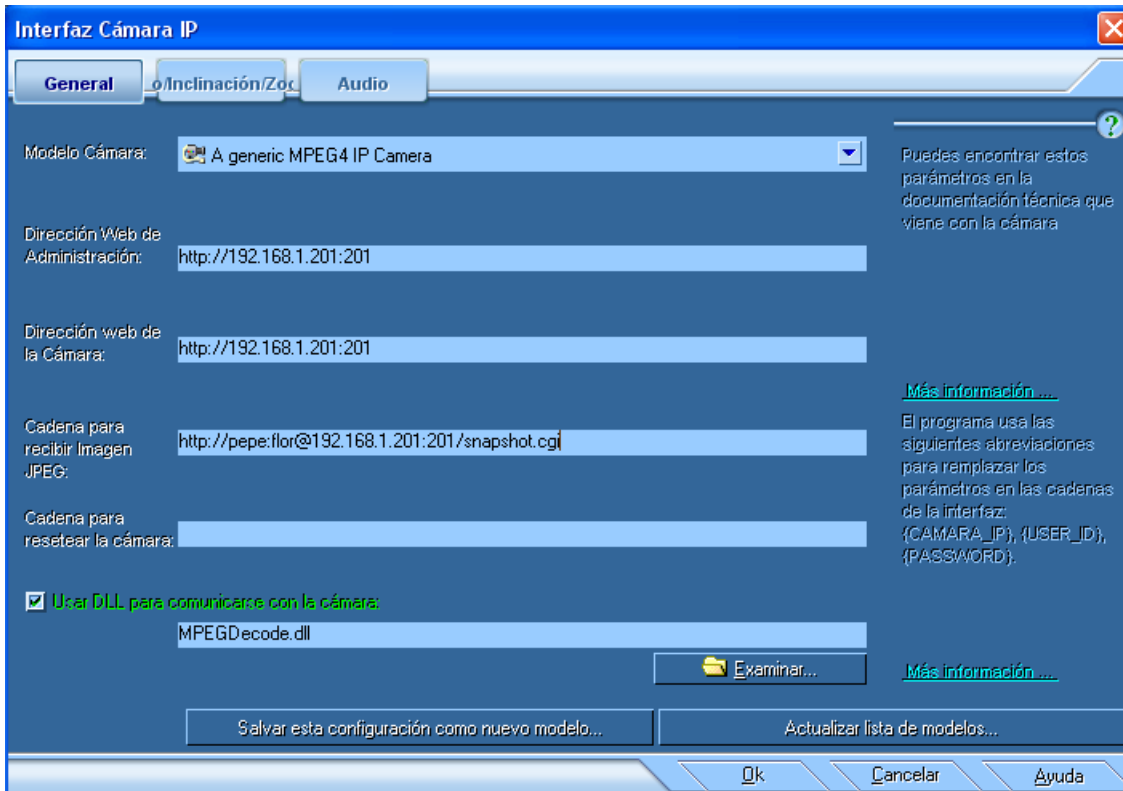 Interfaz Cámara IP
General
o/Inclinación/Zoo
Audio
Modelo Cámara:
A generic MPEG4 IP Camera
Puedes encontrar estos
parámetros en la
documentación técnica que
viene con la cámara
Dirección Web de
Administración:
http://192.168.1.201:201
Dirección web de
la Cámara:
http://192.168.1.201:201
Más información ...
Cadena para
recibir Imagen
JPEG:
http://pepe:flor@192.168.1.201:201/snapshot.cgi
El programa usa las
siguientes abreviaciones
para remplazar los
parámetros en las cadenas
de la interfaz:
{CAMARA_IP}, {USER_ID},
{PASSWORD}.
Cadena para
resetear la cámara:
Usar DLL para comunicarse con la cámara:
MPEGDecode.dll
Examinar...
Más información ...
Salvar esta configuración como nuevo modelo...
Actualizar lista de modelos...
Ok
Cancelar
Ayuda